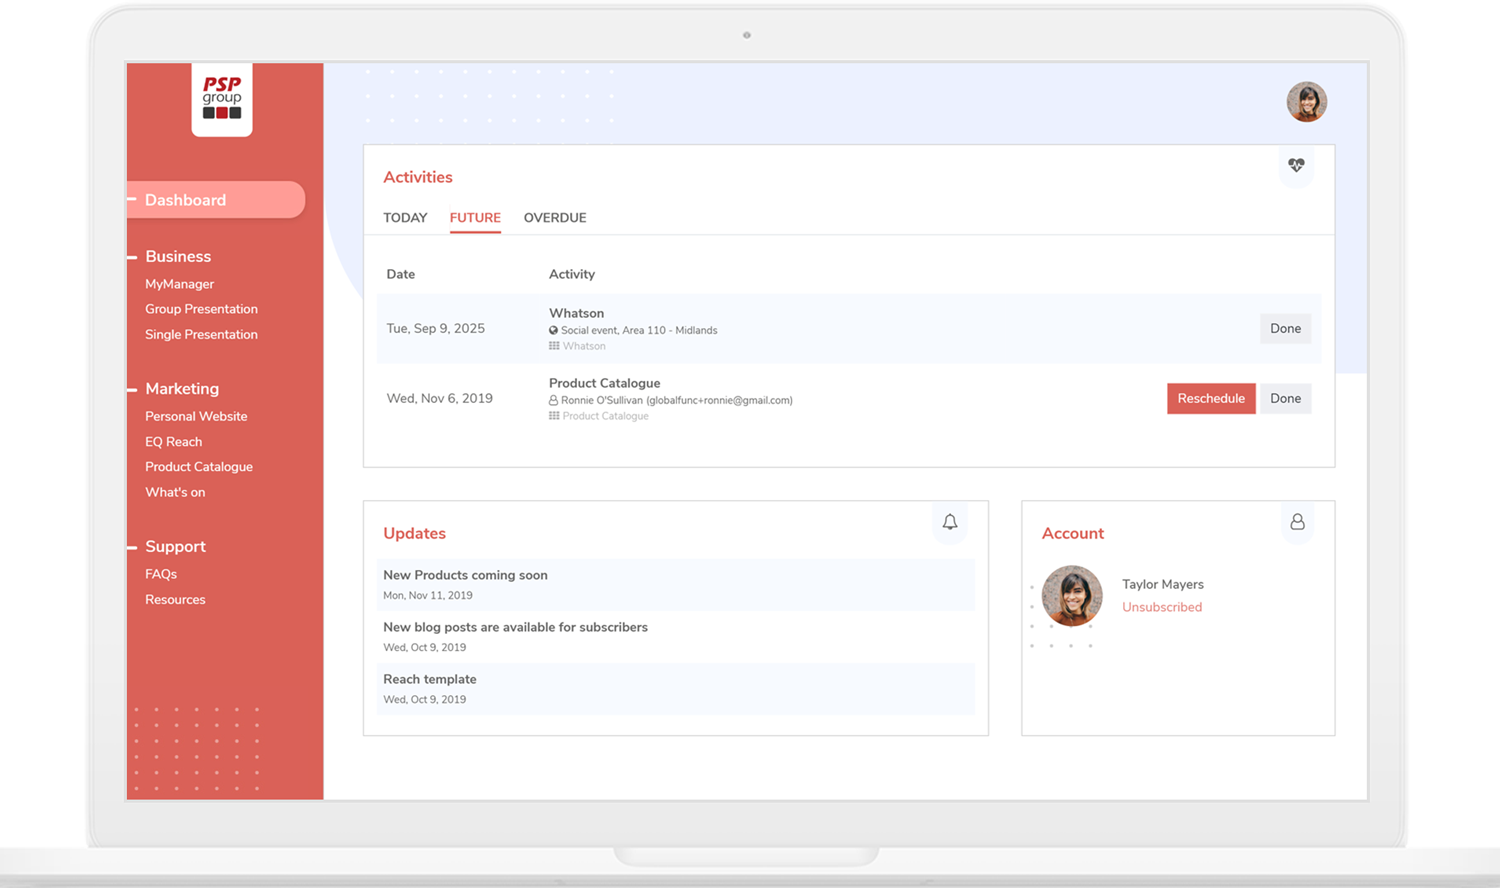 PSP
group
Dashboard
Business
MyManager
Group Presentation
Single Presentation
Marketing
Personal Website
EQ Reach
Product Catalogue
What's on
Support
FAQs
Resources
Activities
TODAY FUTURE OVERDUE
Date Activity
Tue, Sep 9, 2025
Whatson
Social event, Area 110 - Midlands
Whatson
Done
Wed, Nov 6, 2019
Product Catalogue
Ronnie O'Sullivan (globalfunc+ronnie@gmail.com)
Product Catalogue
Reschedule Done
Updates
New Products coming soon
Mon, Nov 11, 2019
New blog posts are available for subscribers
Wed, Oct 9, 2019
Reach template
Wed, Oct 9, 2019
Account
Taylor Mayers
Unsubscribed